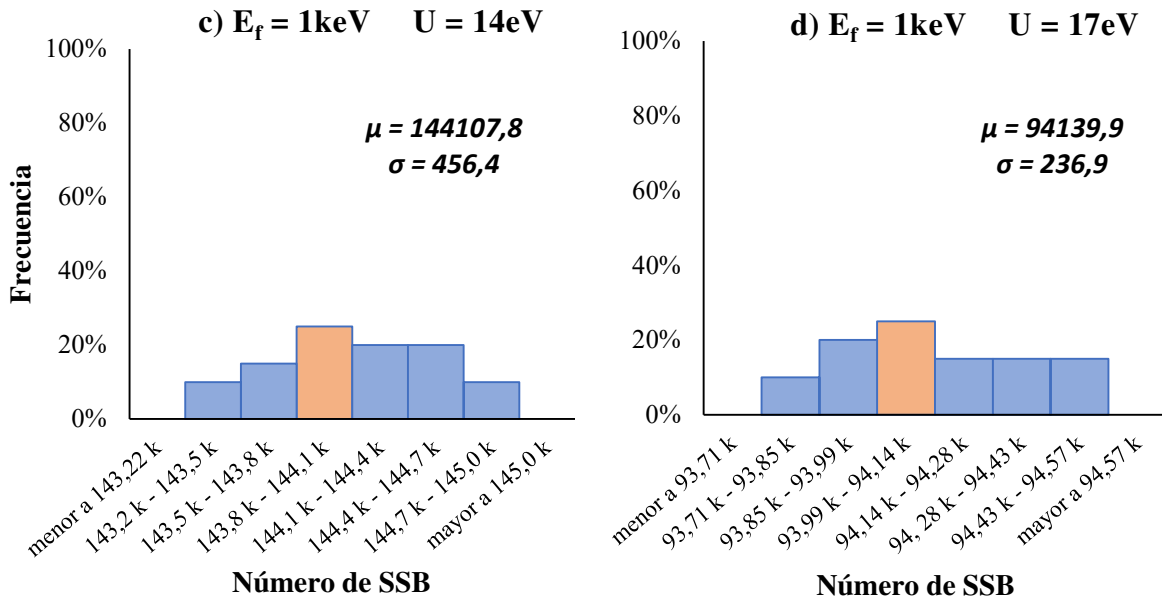 c) E_f = 1keV U = 14eV
100%
80%
60%
40%
20%
0%
Frecuencia
μ = 144107,8
σ = 456,4
menor a 143,22 k
143,2 k - 143,5 k
143,5 k - 143,8 k
143,8 k - 144,1 k
144,1 k - 144,4 k
144,4 k - 144,7 k
144,7 k - 145,0 k
mayor a 145,0 k
Número de SSB
d) E_f = 1keV U = 17eV
100%
80%
60%
40%
20%
0%
μ = 94139,9
σ = 236,9
menor a 93,71 k
93,71 k - 93,85 k
93,85 k - 93,99 k
93,99 k - 94,14 k
94,14 k - 94,28 k
94, 28 k - 94,43 k
94,43 k - 94,57 k
mayor a 94,57 k
Número de SSB